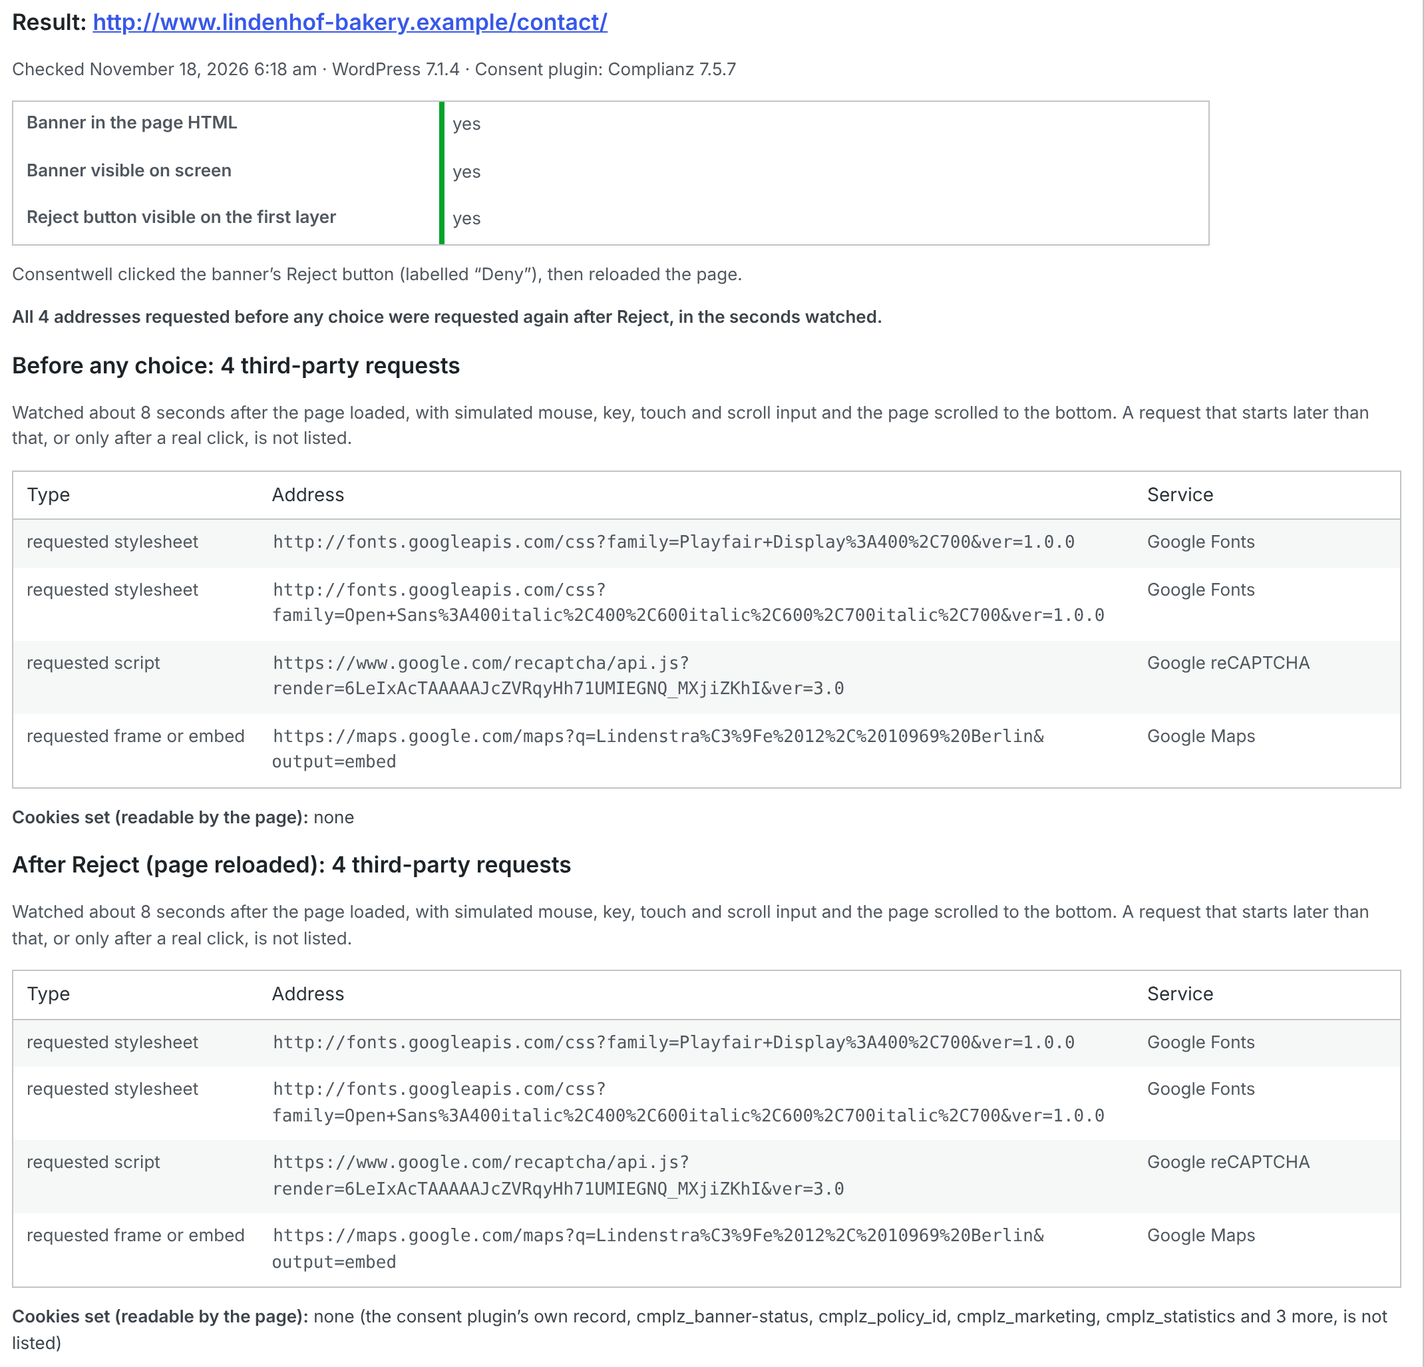 Result: http://www.lindenhof-bakery.example/contact/
Checked November 18, 2026 6:18 am · WordPress 7.1.4 · Consent plugin: Complianz 7.5.7
Banner in the page HTML yes
Banner visible on screen yes
Reject button visible on the first layer yes
Consentwell clicked the banner’s Reject button (labelled “Deny”), then reloaded the page.
All 4 addresses requested before any choice were requested again after Reject, in the seconds watched.
Before any choice: 4 third-party requests
Watched about 8 seconds after the page loaded, with simulated mouse, key, touch and scroll input and the page scrolled to the bottom. A request that starts later than
that, or only after a real click, is not listed.
Type Address Service
requested stylesheet http://fonts.googleapis.com/css?family=Playfair+Display%3A400%2C700&ver=1.0.0 Google Fonts
requested stylesheet http://fonts.googleapis.com/css? Google Fonts
family=Open+Sans%3A400italic%2C400%2C600italic%2C600%2C700italic%2C700&ver=1.0.0
requested script https://www.google.com/recaptcha/api.js? Google reCAPTCHA
render=6LeIxAcTAAAAAJcZVRqyHh71UMIEGNQ_MXjiZKhI&ver=3.0
requested frame or embed https://maps.google.com/maps?q=Lindenstra%C3%9Fe%2012%2C%2010969%20Berlin& Google Maps
output=embed
Cookies set (readable by the page): none
After Reject (page reloaded): 4 third-party requests
Watched about 8 seconds after the page loaded, with simulated mouse, key, touch and scroll input and the page scrolled to the bottom. A request that starts later than
that, or only after a real click, is not listed.
Type Address Service
requested stylesheet http://fonts.googleapis.com/css?family=Playfair+Display%3A400%2C700&ver=1.0.0 Google Fonts
requested stylesheet http://fonts.googleapis.com/css? Google Fonts
family=Open+Sans%3A400italic%2C400%2C600italic%2C600%2C700italic%2C700&ver=1.0.0
requested script https://www.google.com/recaptcha/api.js? Google reCAPTCHA
render=6LeIxAcTAAAAAJcZVRqyHh71UMIEGNQ_MXjiZKhI&ver=3.0
requested frame or embed https://maps.google.com/maps?q=Lindenstra%C3%9Fe%2012%2C%2010969%20Berlin& Google Maps
output=embed
Cookies set (readable by the page): none (the consent plugin’s own record, cmplz_banner-status, cmplz_policy_id, cmplz_marketing, cmplz_statistics and 3 more, is not
listed)